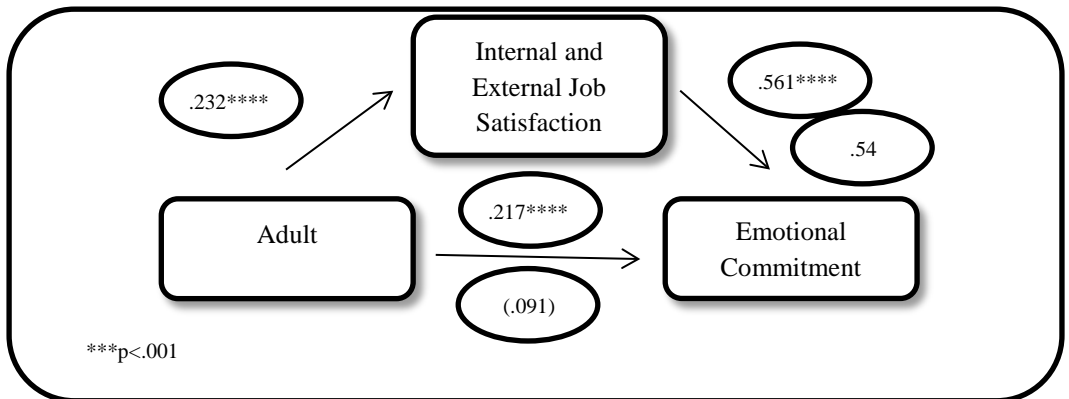 Internal and
External Job
Satisfaction
.232****
.561****
.54
Adult
.217****
(.091)
Emotional
Commitment
***p<.001